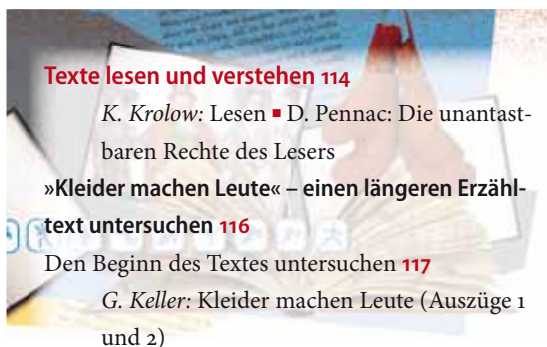 Texte lesen und verstehen 114
K. Krolow: Lesen ■ D. Pennac: Die unantast-
baren Rechte des Lesers
»Kleider machen Leute« – einen längeren Erzähl-
text untersuchen 116
Den Beginn des Textes untersuchen 117
G. Keller: Kleider machen Leute (Auszüge 1
und 2)